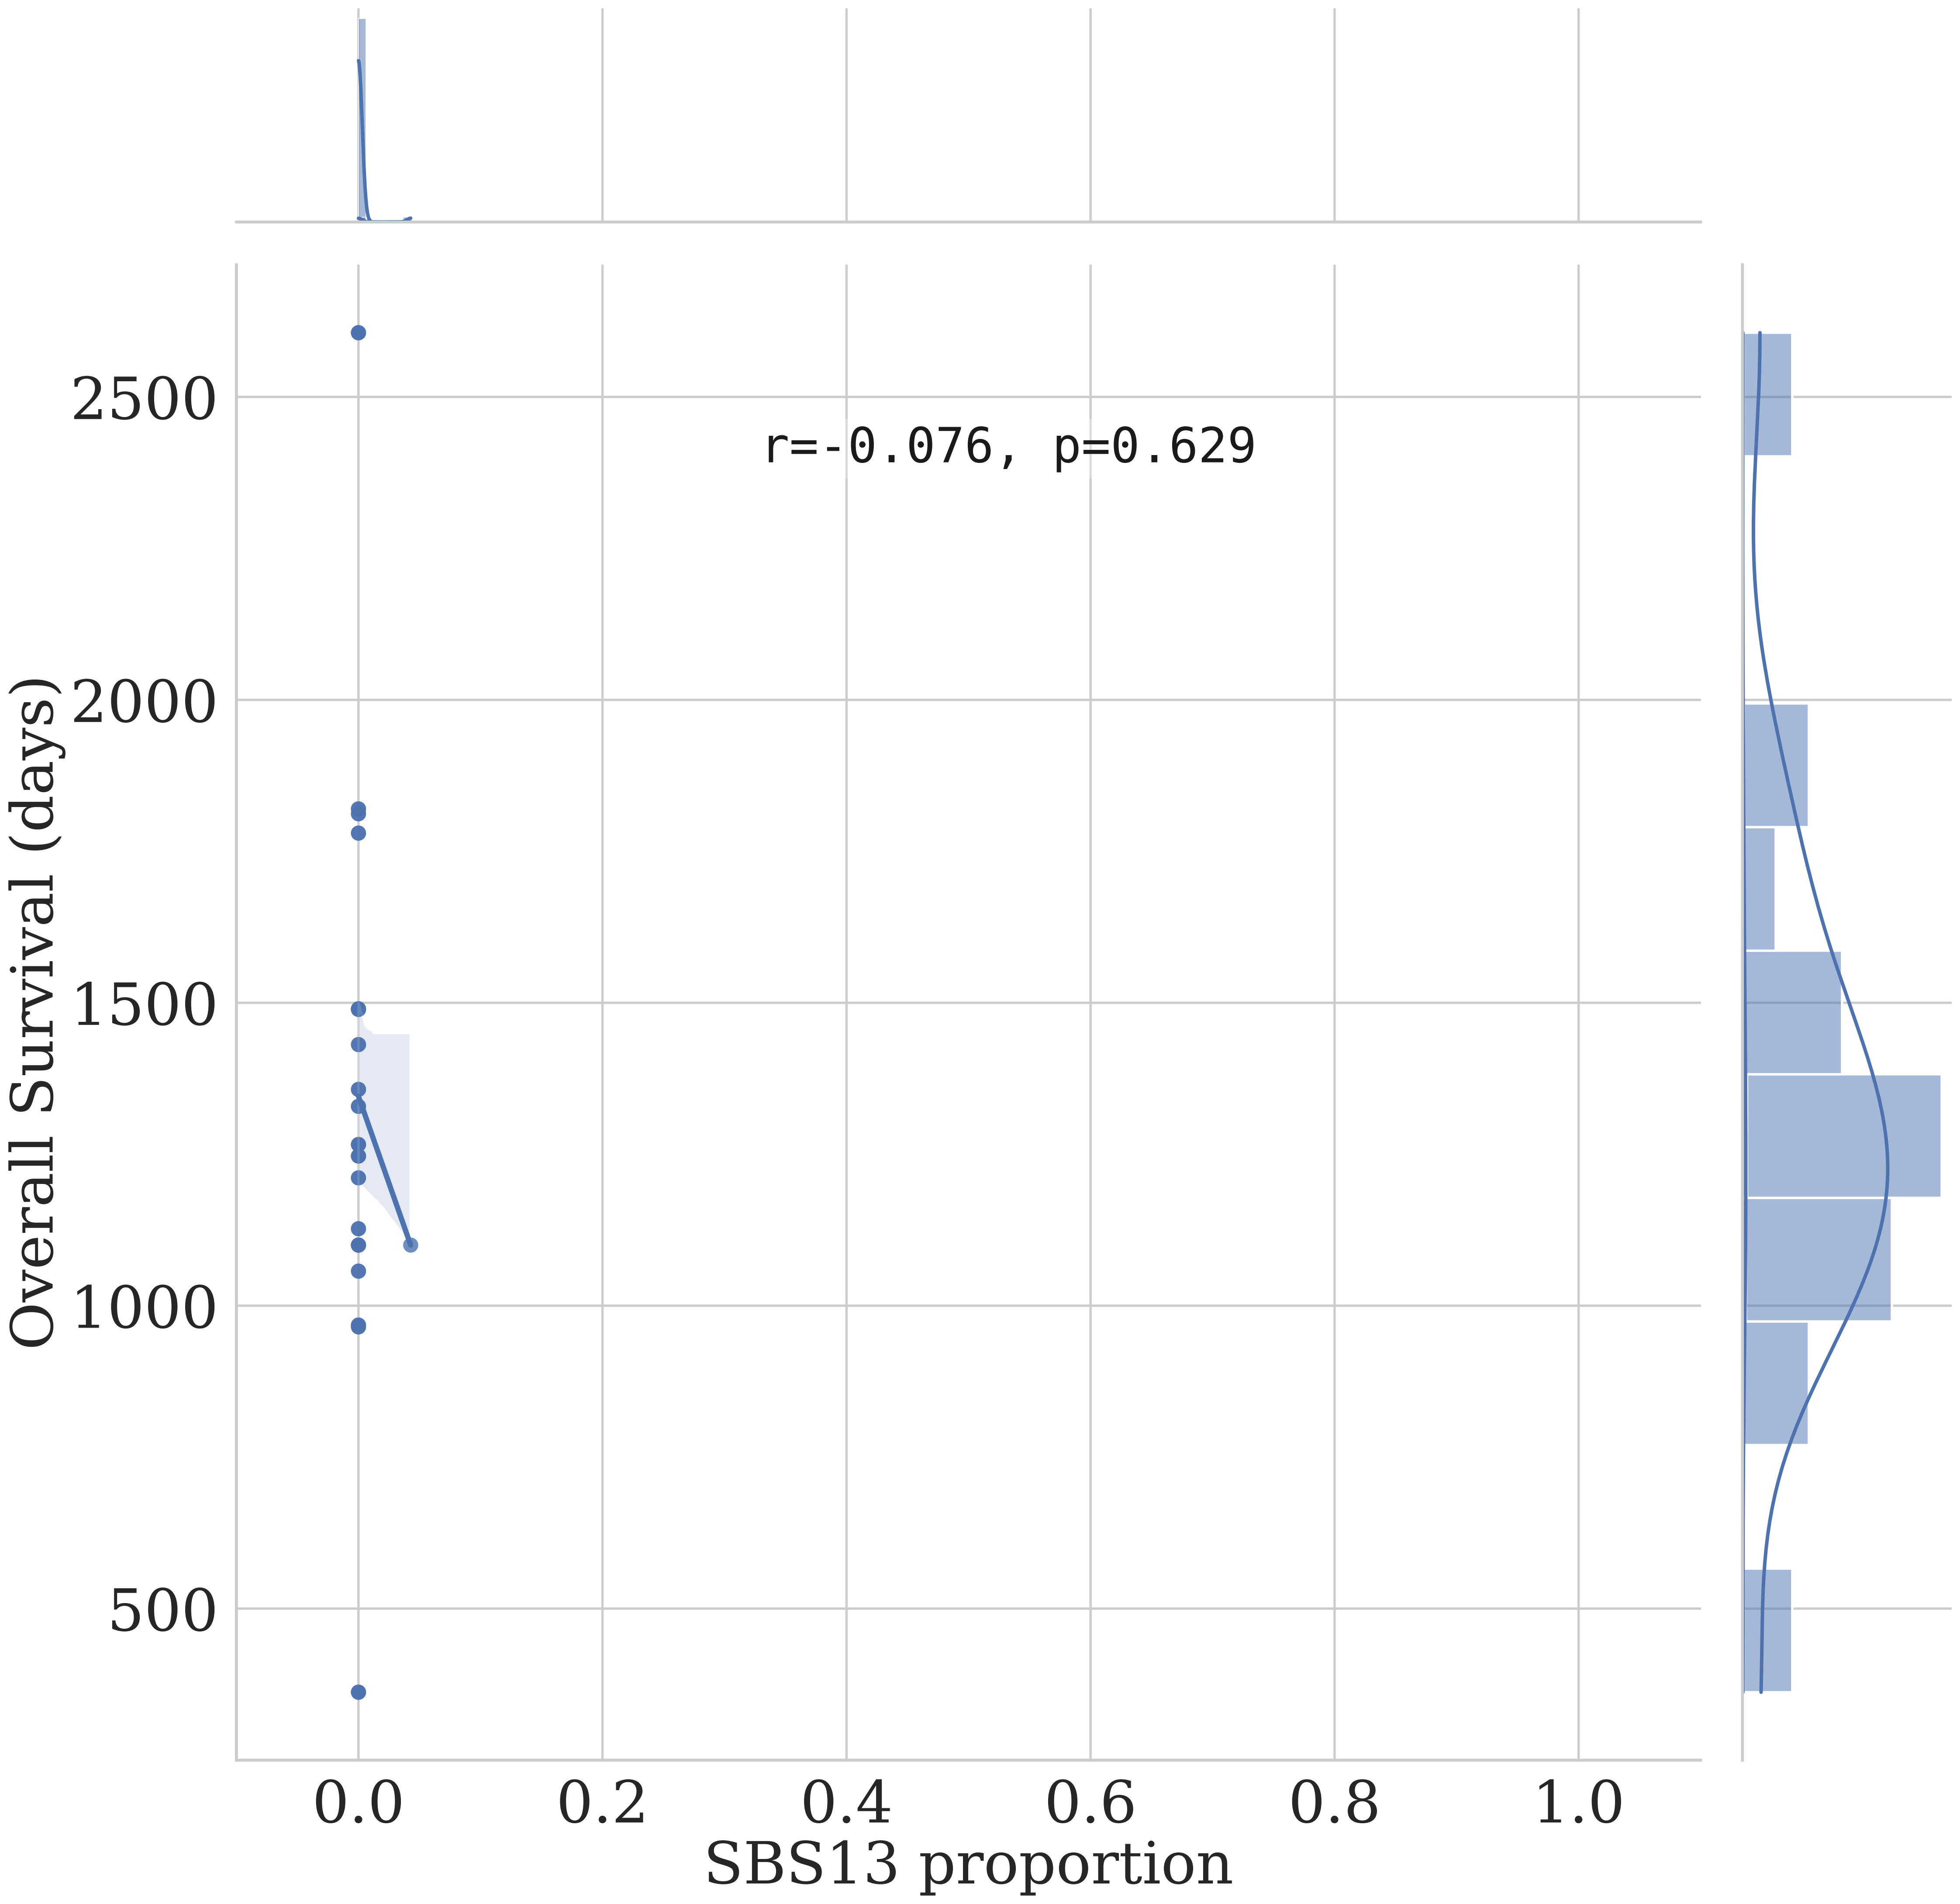 r=-0.076, p=0.629
Overall Survival (days)
2500
2000
1500
1000
500
0.0 0.2 0.4 0.6 0.8 1.0
SBS13 proportion